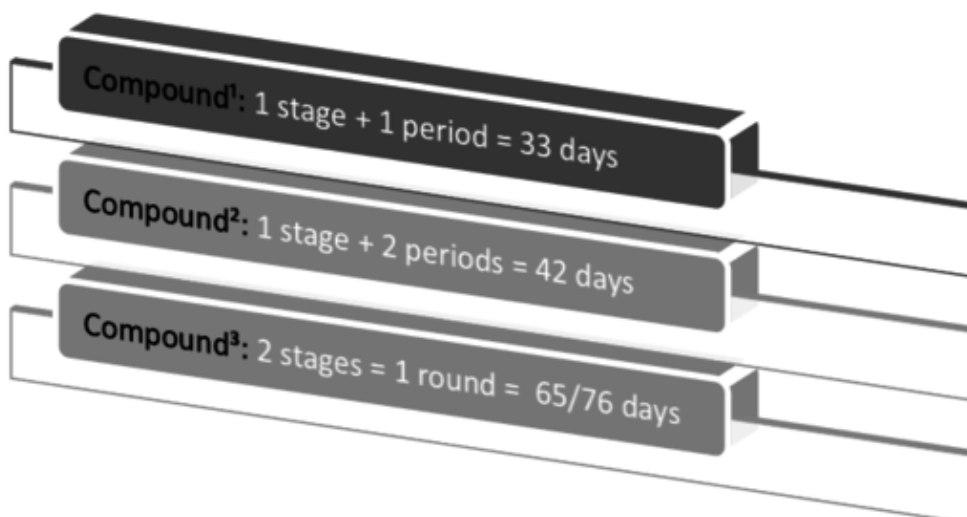 Compound¹: 1 stage + 1 period = 33 days
Compound²: 1 stage + 2 periods = 42 days
Compound³: 2 stages = 1 round = 65/76 days